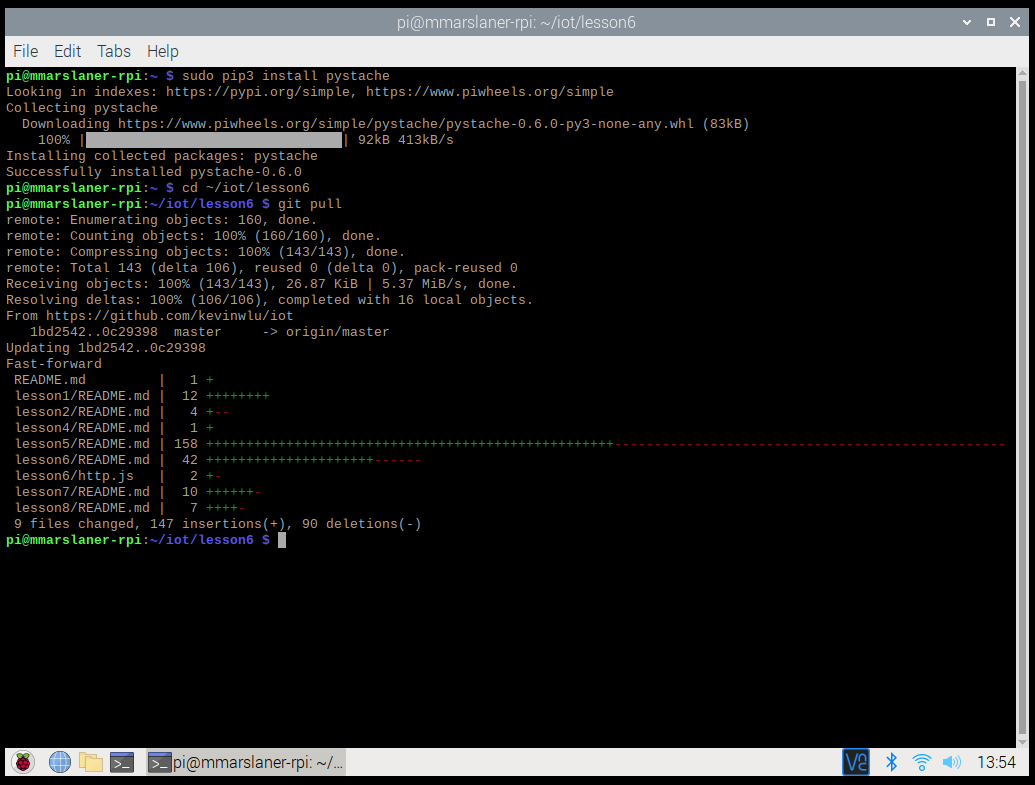 pi@mmarslaner-rpi: ~/iot/lesson6
File Edit Tabs Help
pi@mmarslaner-rpi:~ $ sudo pip3 install pystache
Looking in indexes: https://pypi.org/simple, https://www.piwheels.org/simple
Collecting pystache
  Downloading https://www.piwheels.org/simple/pystache/pystache-0.6.0-py3-none-any.whl (83kB)
    100% |████████████████████████████████| 92kB 413kB/s
Installing collected packages: pystache
Successfully installed pystache-0.6.0
pi@mmarslaner-rpi:~ $ cd ~/iot/lesson6
pi@mmarslaner-rpi:~/iot/lesson6 $ git pull
remote: Enumerating objects: 160, done.
remote: Counting objects: 100% (160/160), done.
remote: Compressing objects: 100% (143/143), done.
remote: Total 143 (delta 106), reused 0 (delta 0), pack-reused 0
Receiving objects: 100% (143/143), 26.87 KiB | 5.37 MiB/s, done.
Resolving deltas: 100% (106/106), completed with 16 local objects.
From https://github.com/kevinwlu/iot
   1bd2542..0c29398  master     -> origin/master
Updating 1bd2542..0c29398
Fast-forward
 README.md         |   1 +
 lesson1/README.md |  12 ++++++++
 lesson2/README.md |   4 +--
 lesson4/README.md |   1 +
 lesson5/README.md | 158 +++++++++++++++++++++++++++++++++++++++++++++++++++-------------------------------------------------
 lesson6/README.md |  42 +++++++++++++++++++++------
 lesson6/http.js   |   2 +-
 lesson7/README.md |  10 ++++++-
 lesson8/README.md |   7 ++++-
 9 files changed, 147 insertions(+), 90 deletions(-)
pi@mmarslaner-rpi:~/iot/lesson6 $
pi@mmarslaner-rpi: ~/... 13:54